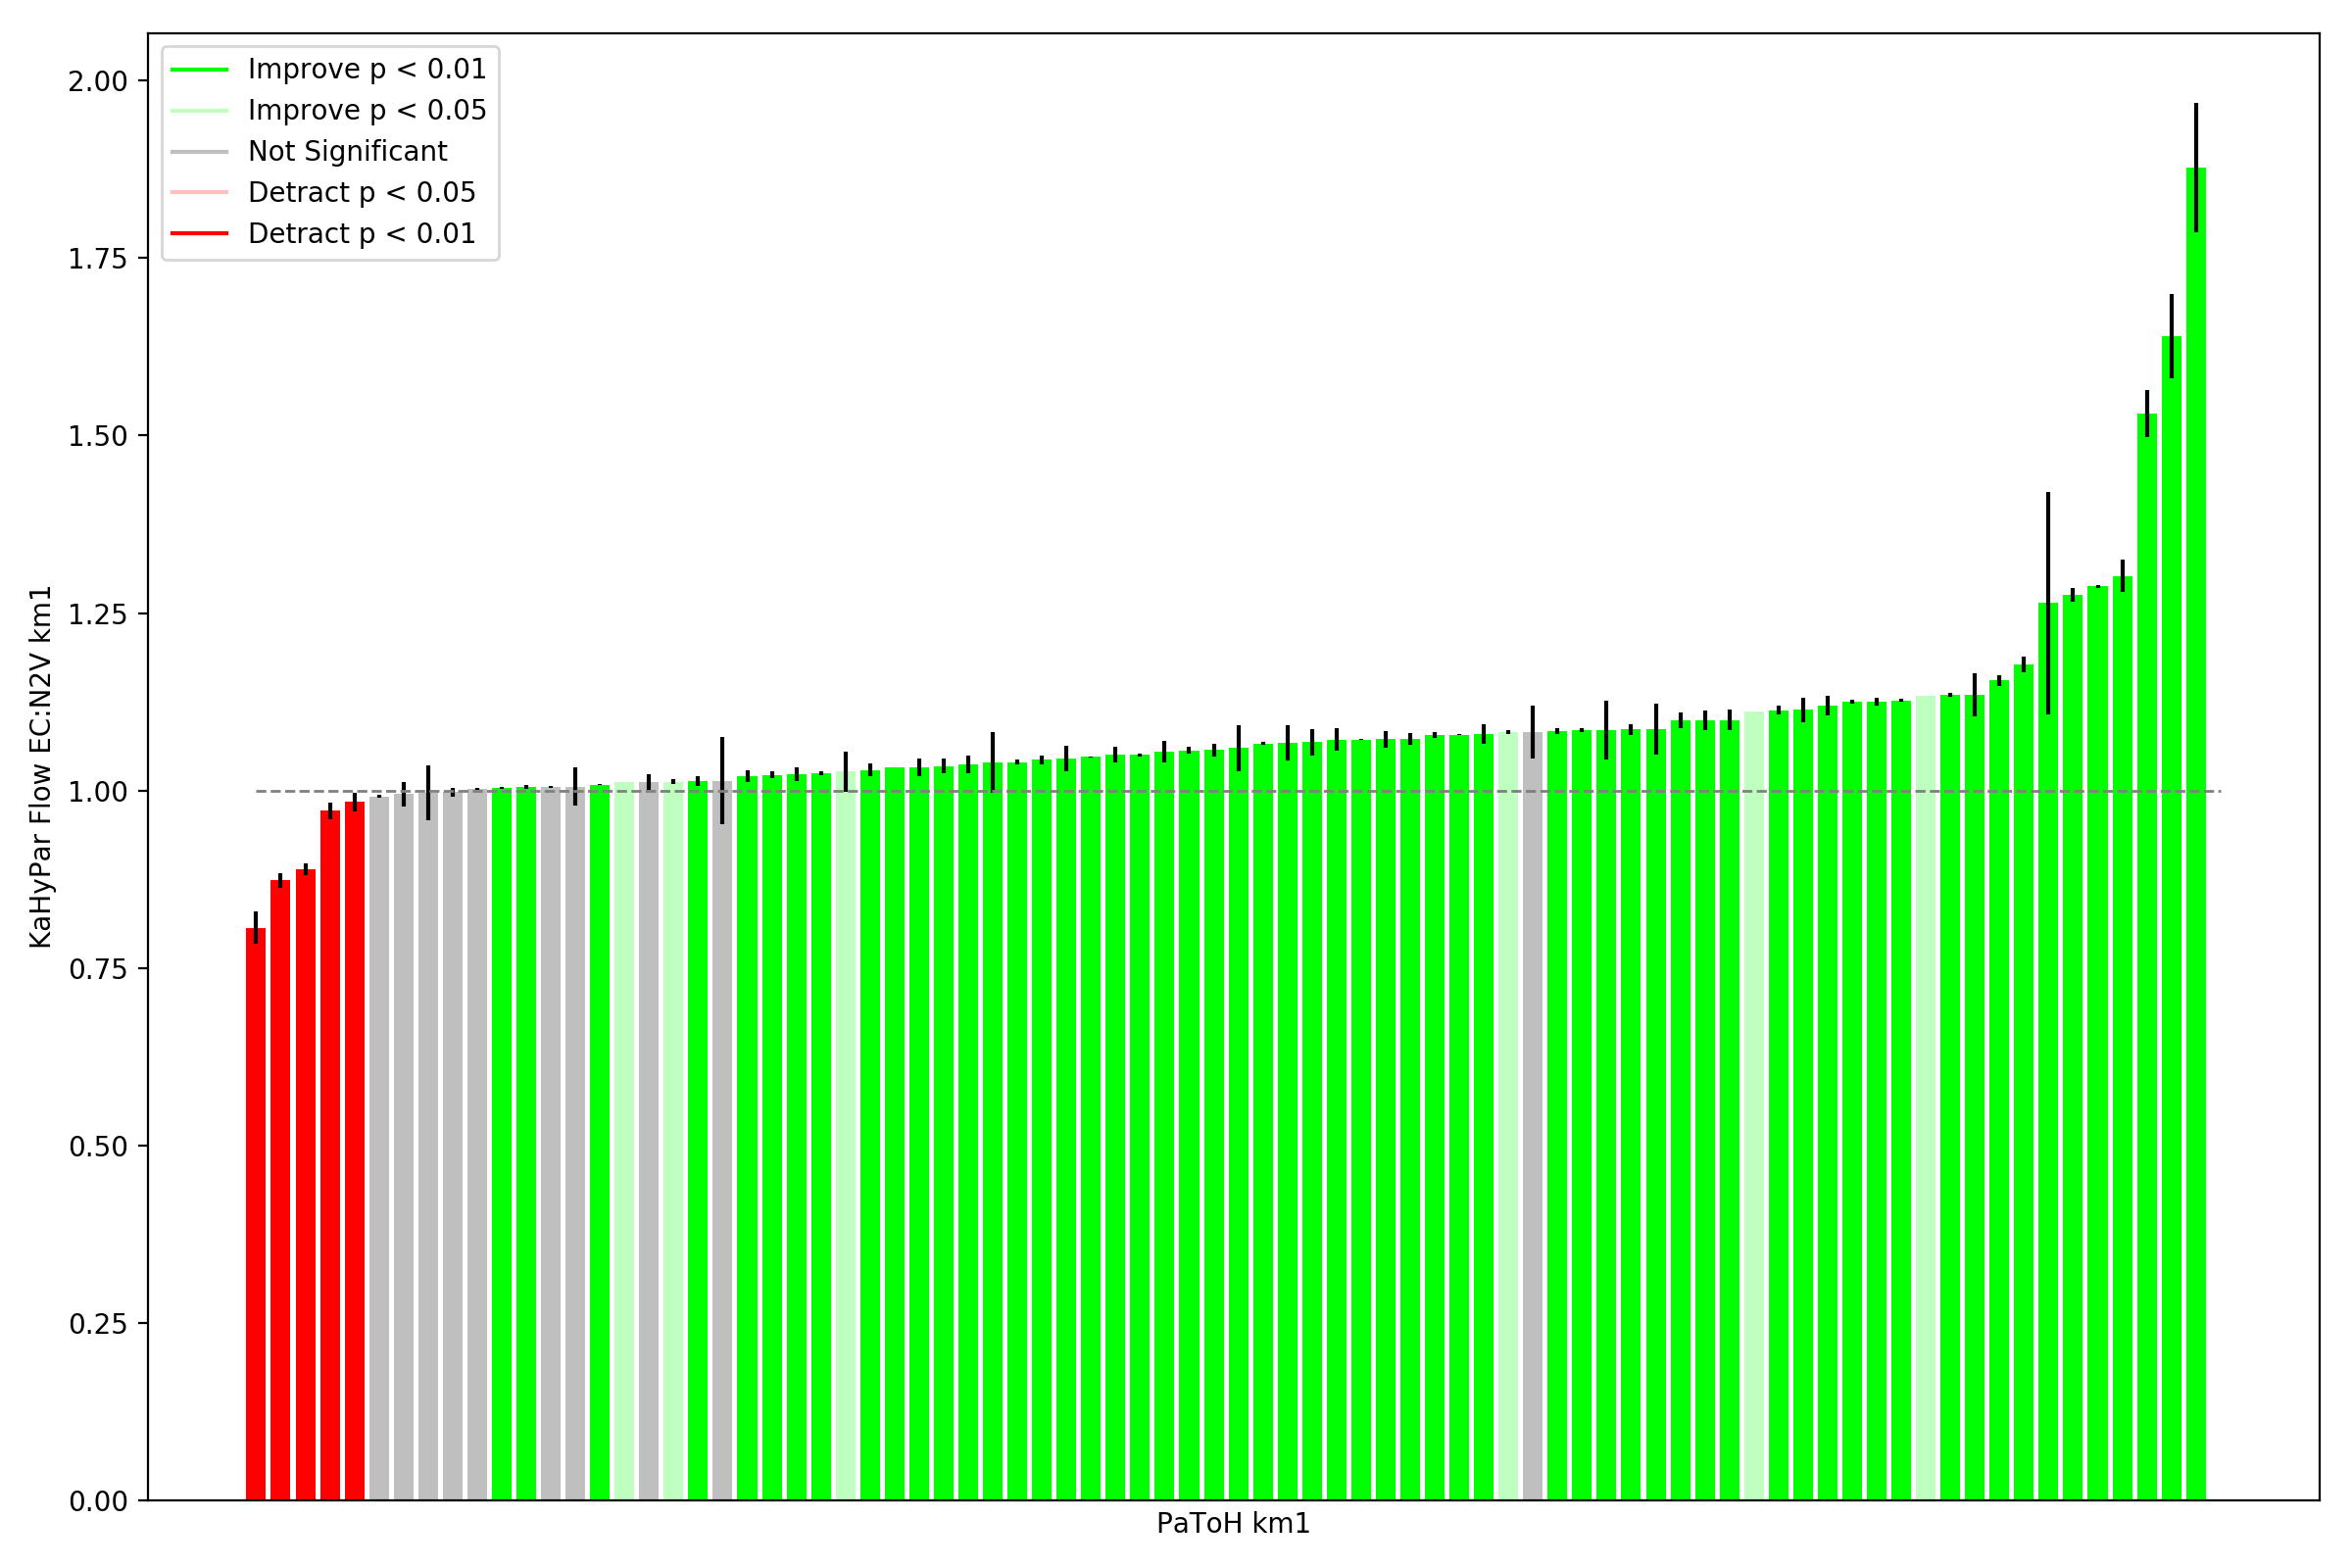 Improve p < 0.01
Improve p < 0.05
Not Significant
Detract p < 0.05
Detract p < 0.01
2.00
1.75
1.50
1.25
1.00
0.75
0.50
0.25
0.00
KaHyPar Flow EC:N2V km1
PaToH km1